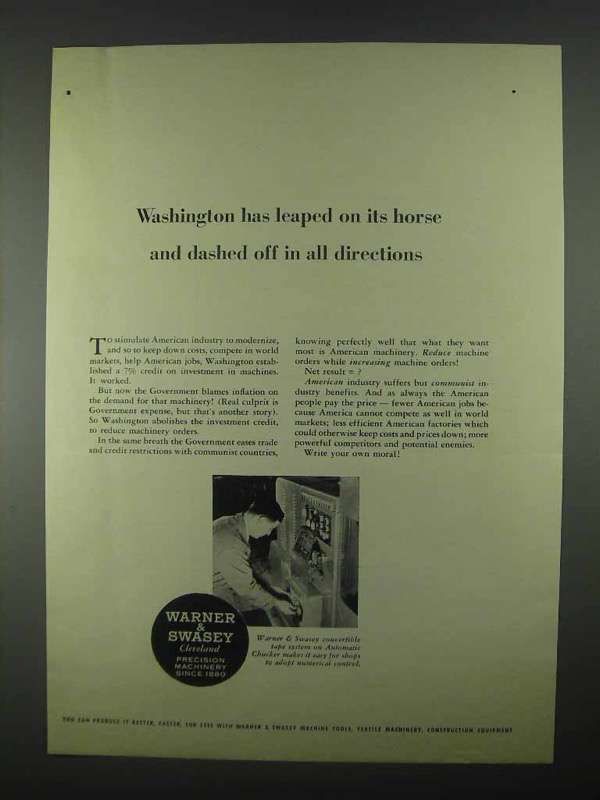 Washington has leaped on its horse
and dashed off in all directions
To stimulate American industry to modernize,
and so to keep down costs, compete in world
markets, help American jobs, Washington estab-
lished a 7% credit on investment in machines.
It worked.
But now the Government blames inflation on
the demand for that machinery! (Real culprit is
Government expense, but that's another story).
So Washington abolishes the investment credit,
to reduce machinery orders.
In the same breath the Government eases trade
and credit restrictions with communist countries,
knowing perfectly well that what they want
most is American machinery. Reduce machine
orders while increasing machine orders!
Net result = ?
American industry suffers but communist in-
dustry benefits. And as always the American
people pay the price — fewer American jobs be-
cause America cannot compete as well in world
markets; less efficient American factories which
could otherwise keep costs and prices down; more
powerful competitors and potential enemies.
Write your own moral!
WARNER
&
SWASEY
Cleveland
PRECISION
MACHINERY
SINCE 1880
Warner & Swasey convertible
tape system on Automatic
Chucker makes it easy for shops
to adopt numerical control.
YOU CAN PRODUCE IT BETTER, FASTER, FOR LESS WITH WARNER & SWASEY MACHINE TOOLS, TEXTILE MACHINERY, CONSTRUCTION EQUIPMENT